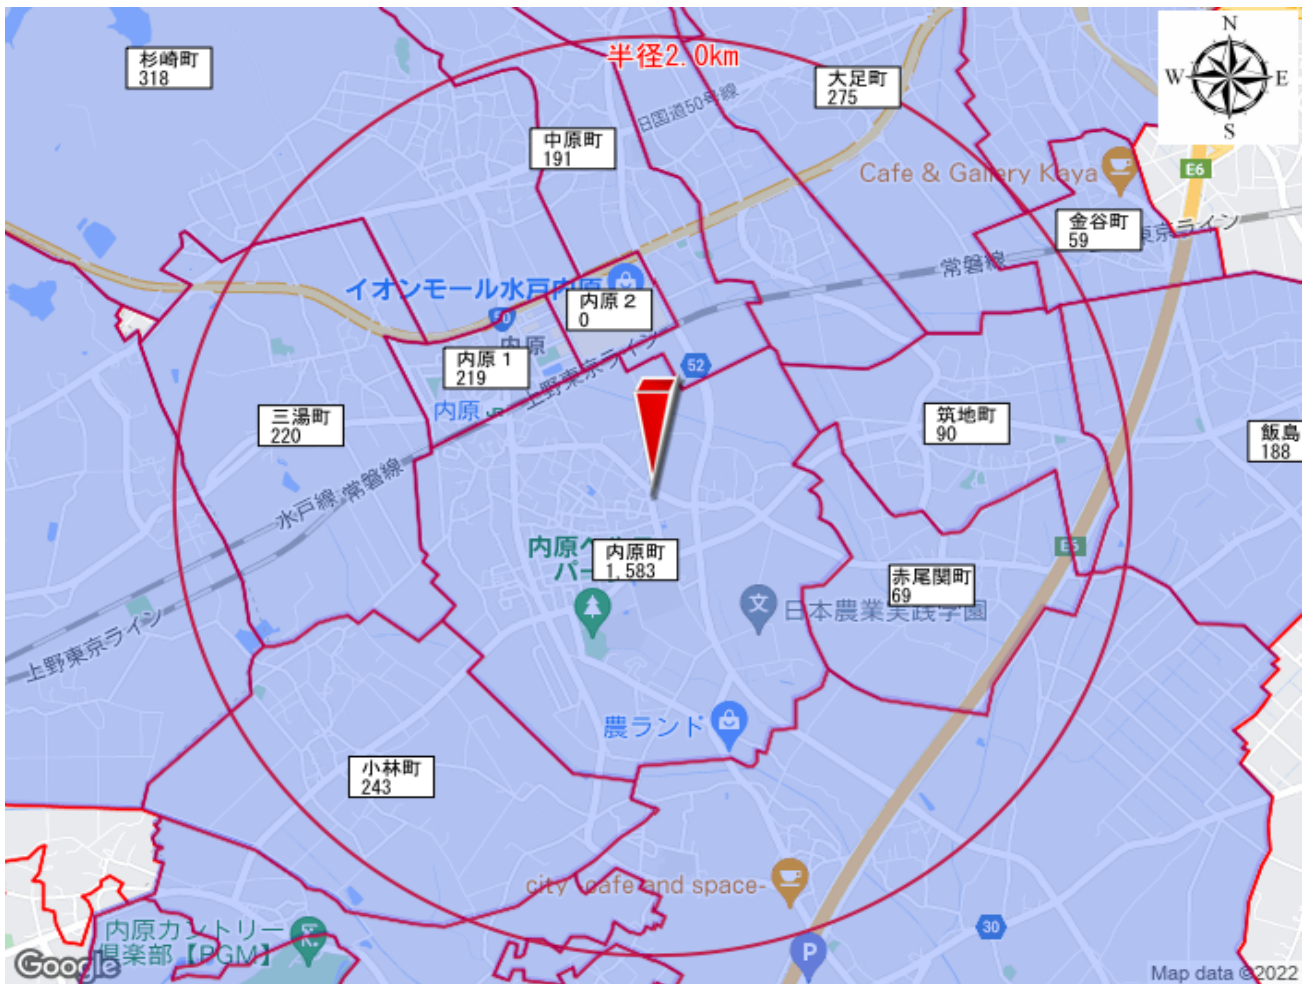 N
W E
S
半径2.0km
杉崎町
318
大足町
275
中原町
191
旧国道50号線
Cafe & Gallery Kaya
E6
金谷町
59
上野東京ライン
常磐線
イオンモール水戸内原
内原２
0
50
内原
内原１
219
上野東京ライン
52
内原
三湯町
220
筑地町
90
飯島
188
水戸線
常磐線
内原町
1,583
E6
赤尾関町
69
日本農業実践学園
上野東京ライン
農ランド
小林町
243
city -cafe and space-
内原カントリー
倶楽部【PGM】
30
P
Google
Map data ©2022